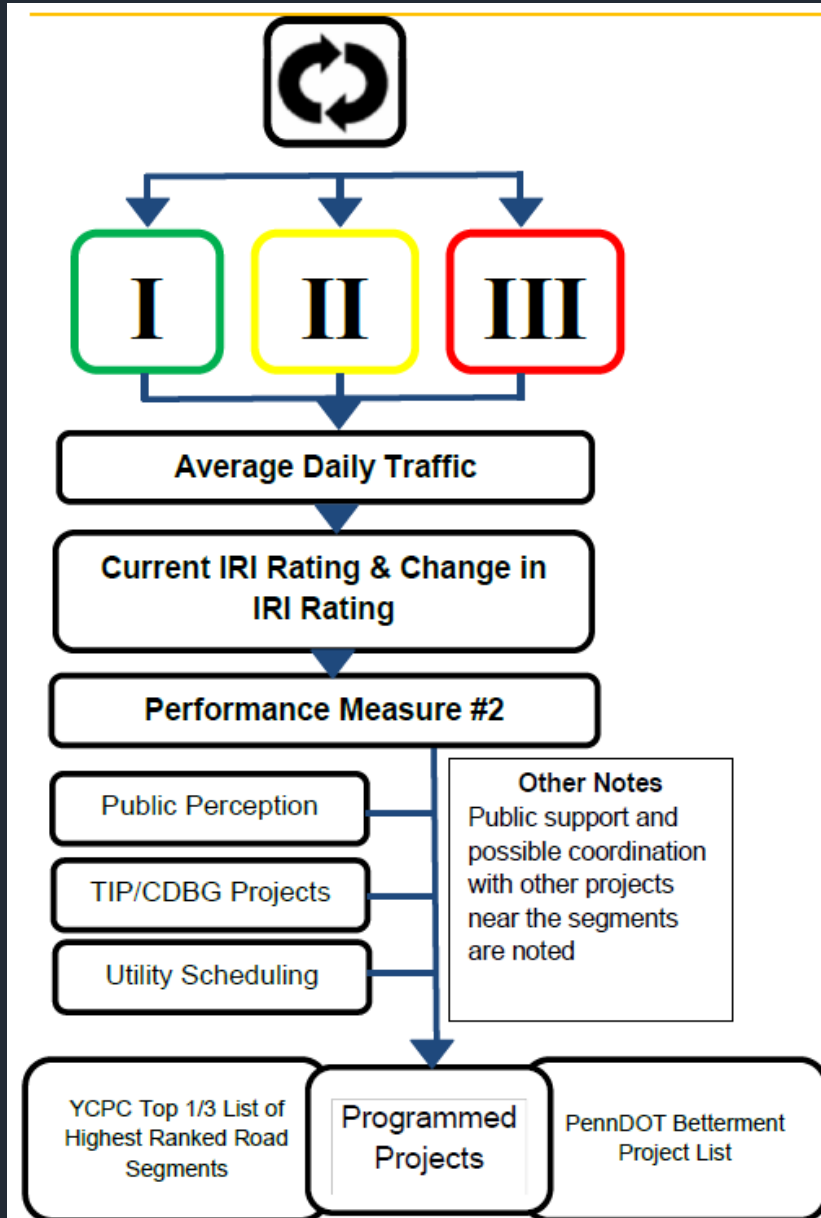 I
II
III
Average Daily Traffic
Current IRI Rating & Change in
IRI Rating
Performance Measure #2
Public Perception
TIP/CDBG Projects
Utility Scheduling
Other Notes
Public support and
possible coordination
with other projects
near the segments
are noted
YCPC Top 1/3 List of
Highest Ranked Road
Segments
Programmed
Projects
PennDOT Betterment
Project List